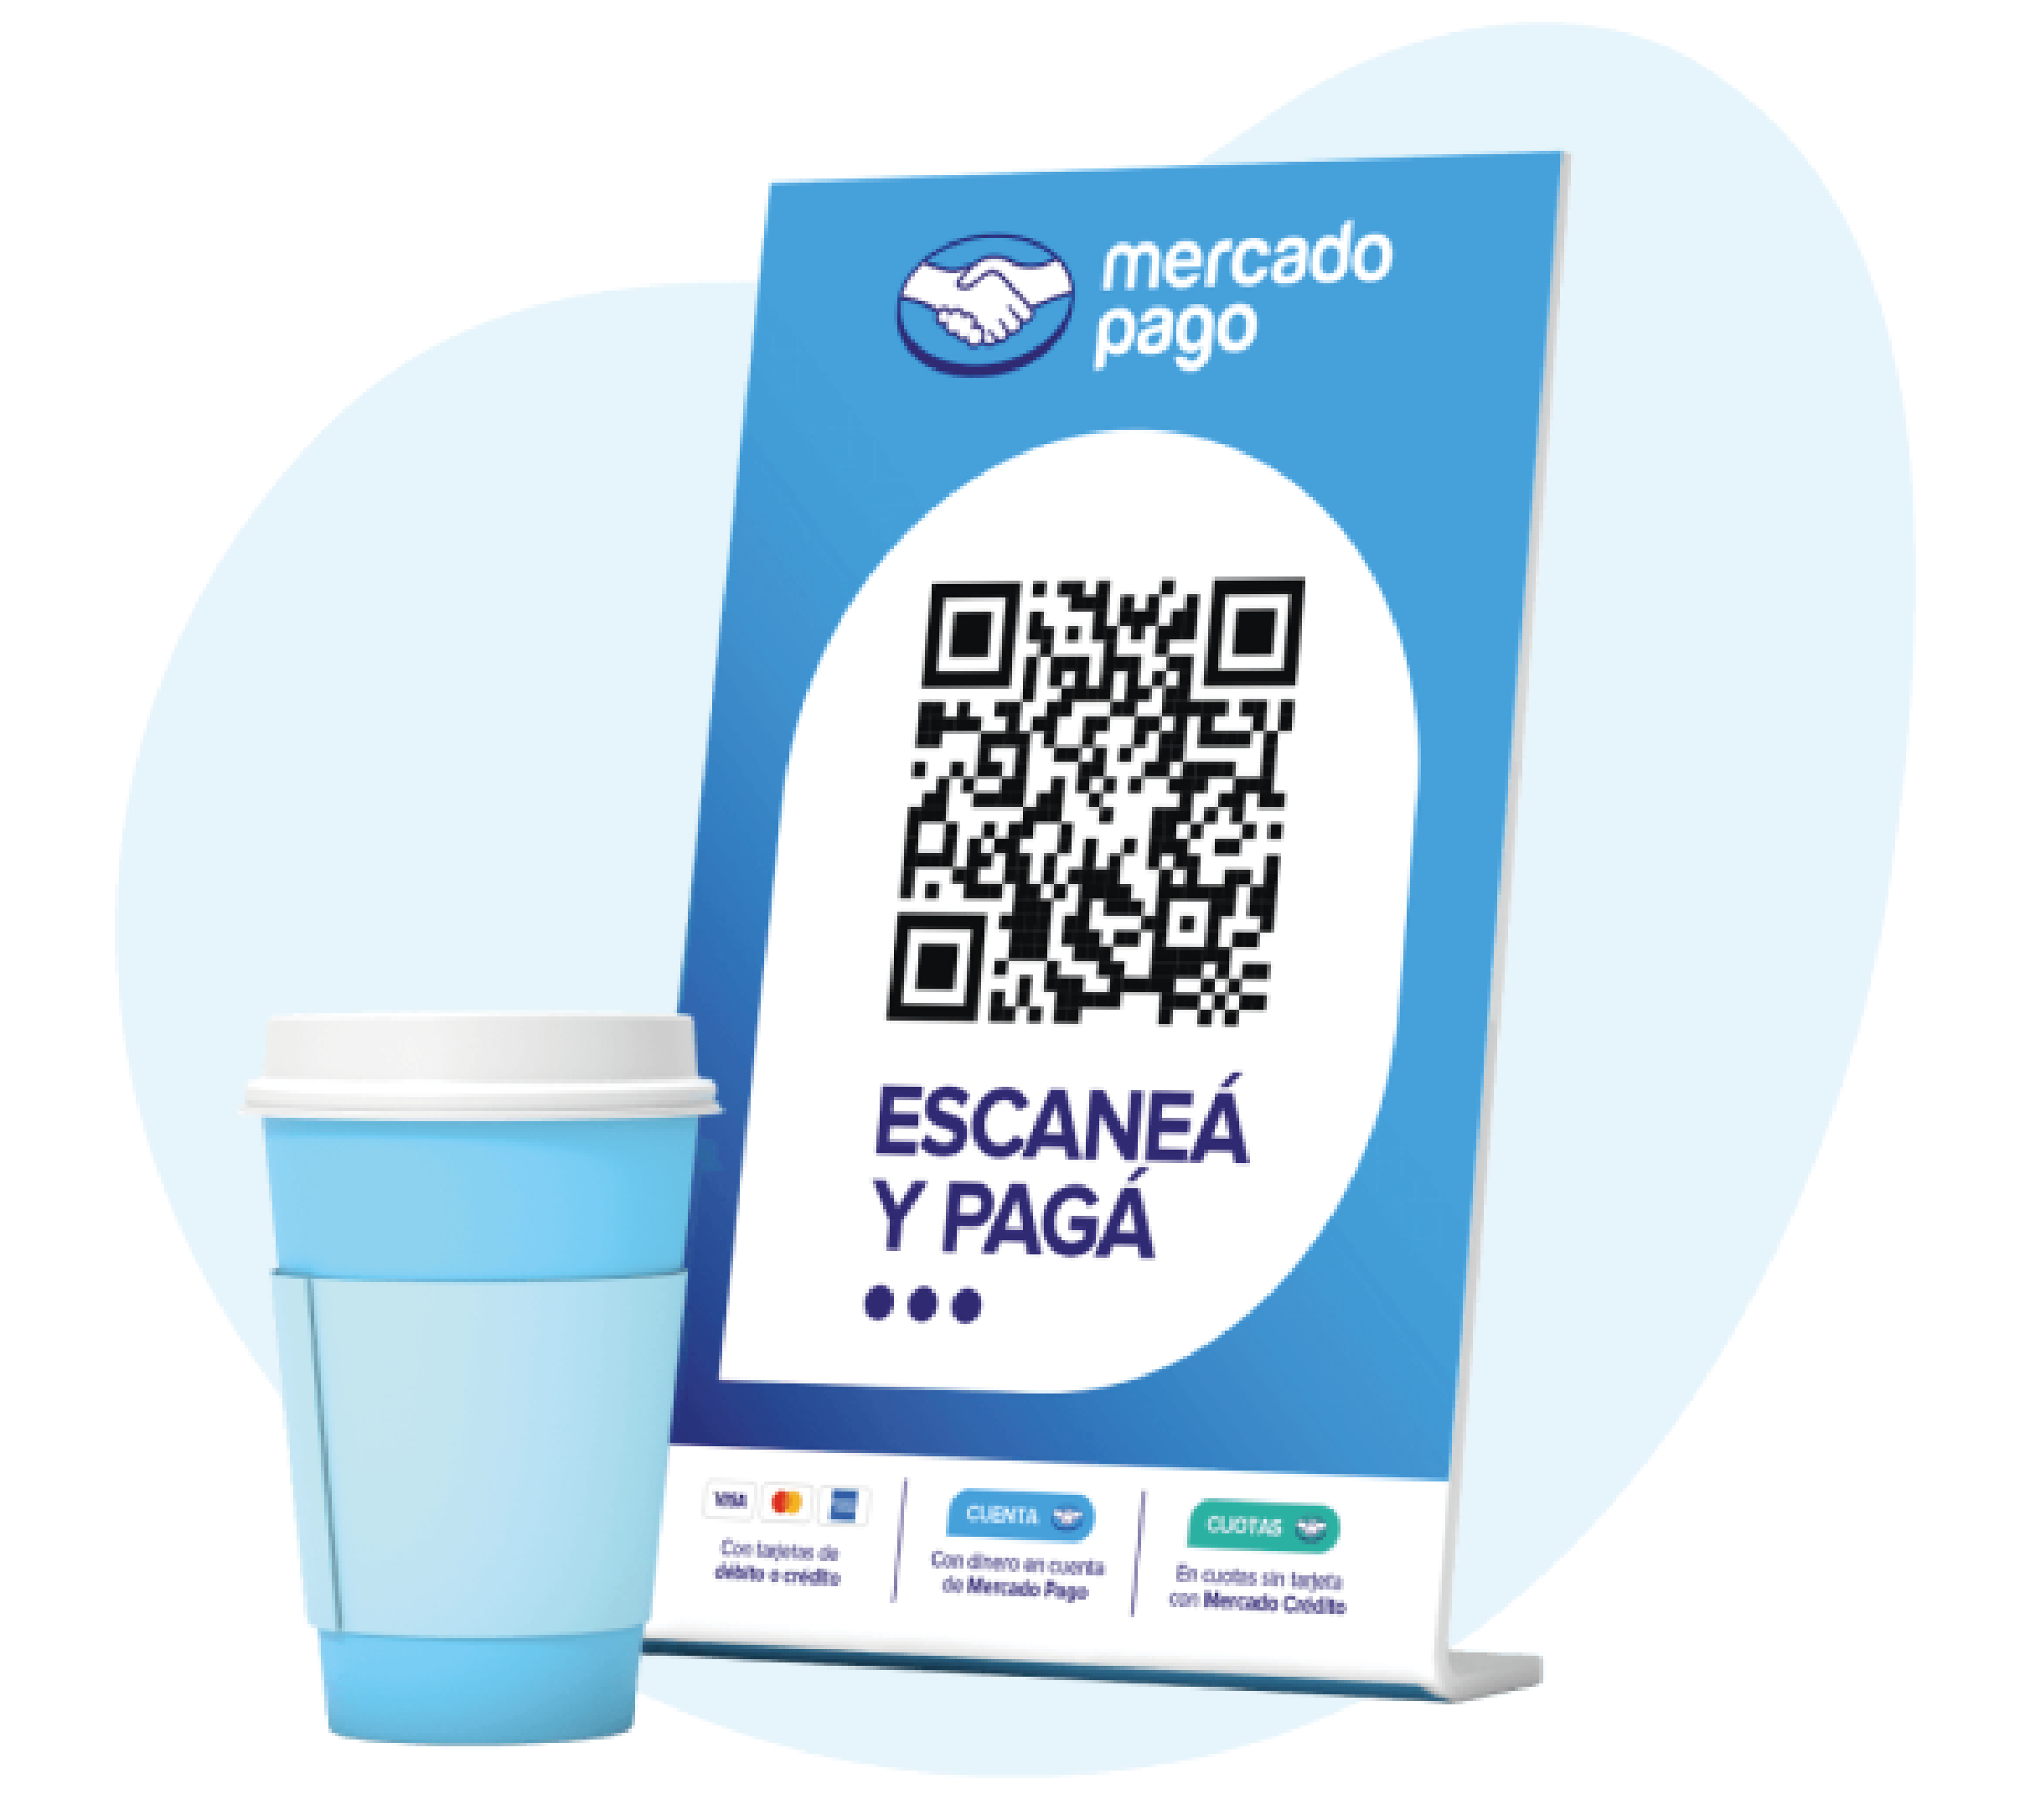 mercado
pago
ESCANEÁ
Y PAGÁ
VISA
Con tarjetas de
débito o crédito
CUENTA
Con dinero en cuenta
de Mercado Pago
CUOTAS
En cuotas sin tarjeta
con Mercado Crédito